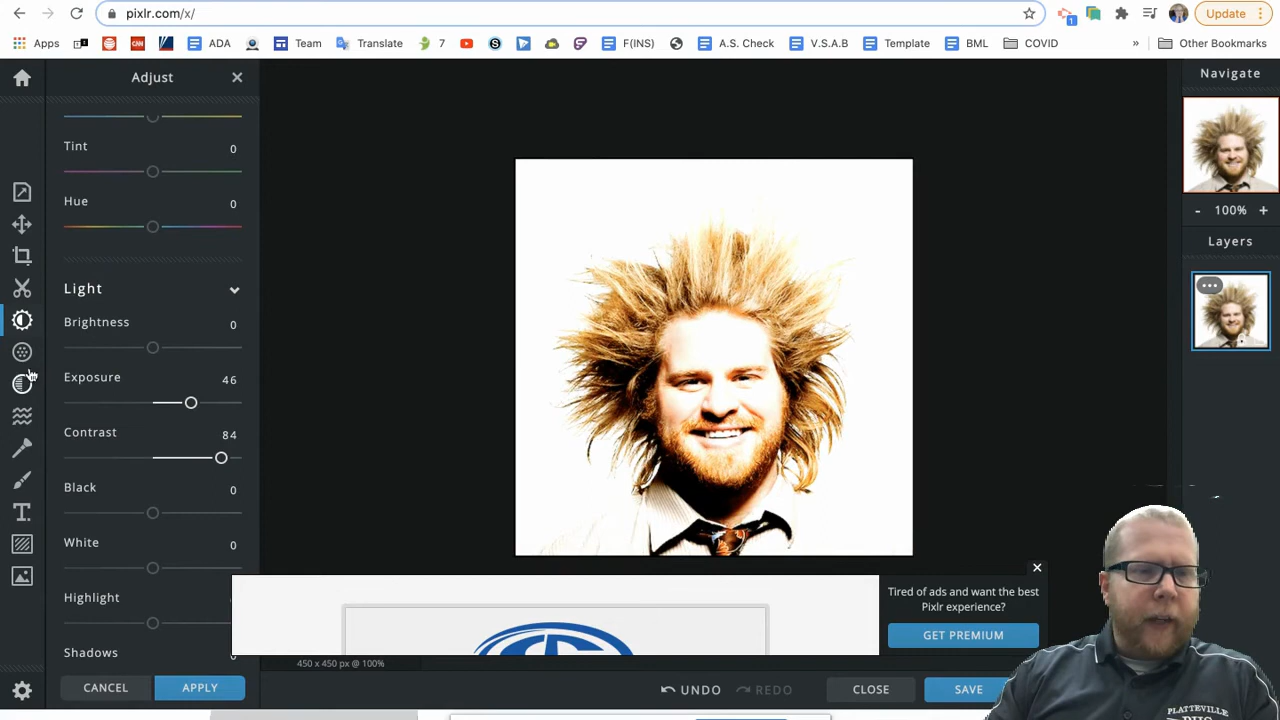 pixlr.com/x/
Update
1
Apps CNN ADA Team Translate 7 F(INS) A.S. Check V.S.A.B Template BML COVID » Other Bookmarks
Adjust
Navigate
Tint 0
Hue 0
- 100% +
Layers
Light
Brightness 0
Exposure 46
Contrast 84
Black 0
White 0
Highlight
Shadows
Tired of ads and want the best
Pixlr experience?
GET PREMIUM
450 x 450 px @ 100%
CANCEL APPLY
UNDO REDO CLOSE SAVE
PLATTEVILLE